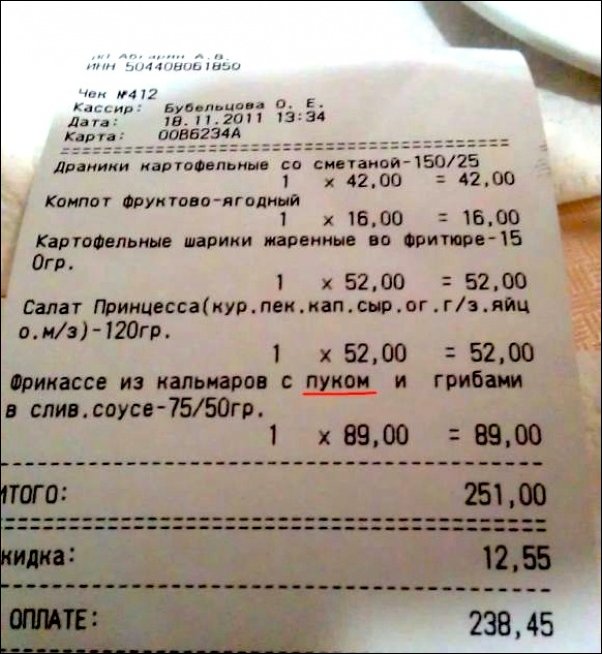 ИНН 504408061850
Чек №412
Кассир: Бубельцова О. Е.
Дата: 18.11.2011 13:34
Карта: 00B6234A
Драники картофельные со сметаной-150/25
1 x 42,00 = 42,00
Компот фруктово-ягодный
1 x 16,00 = 16,00
Картофельные шарики жаренные во фритюре-15
0гр.
1 x 52,00 = 52,00
Салат Принцесса(кур.пек.кап.сыр.ог.г/з.яйц
о.м/з)-120гр.
1 x 52,00 = 52,00
Фрикассе из кальмаров с пуком и грибами
в слив.соусе-75/50гр.
1 x 89,00 = 89,00
ИТОГО: 251,00
кидка: 12,55
ОПЛАТЕ: 238,45